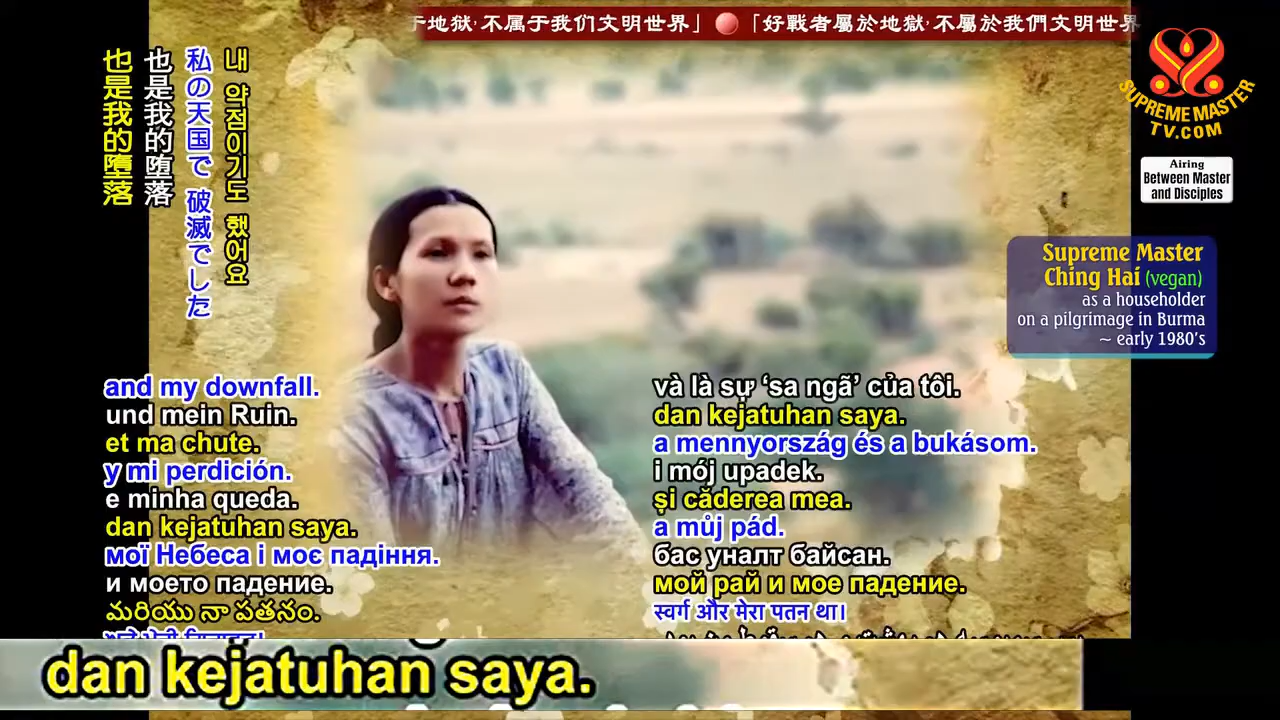 于地狱，不属于我们文明世界」 「好戰者屬於地獄，不屬於我們文明世界
SUPREME MASTER
TV.COM
Airing
Between Master
and Disciples
내 약점이기도 했어요
私の天国で 破滅でした
也是我的堕落
也是我的墮落
Supreme Master
Ching Hai (vegan)
as a householder
on a pilgrimage in Burma
~ early 1980's
and my downfall.
und mein Ruin.
et ma chute.
y mi perdición.
e minha queda.
dan kejatuhan saya.
мої Небеса і моє падіння.
и моето падение.
మరియు నా పతనం.
và là sự ‘sa ngã’ của tôi.
dan kejatuhan saya.
a mennyország és a bukásom.
i mój upadek.
și căderea mea.
a můj pád.
бас уналт байсан.
мой рай и мое падение.
स्वर्ग और मेरा पतन था।
dan kejatuhan saya.